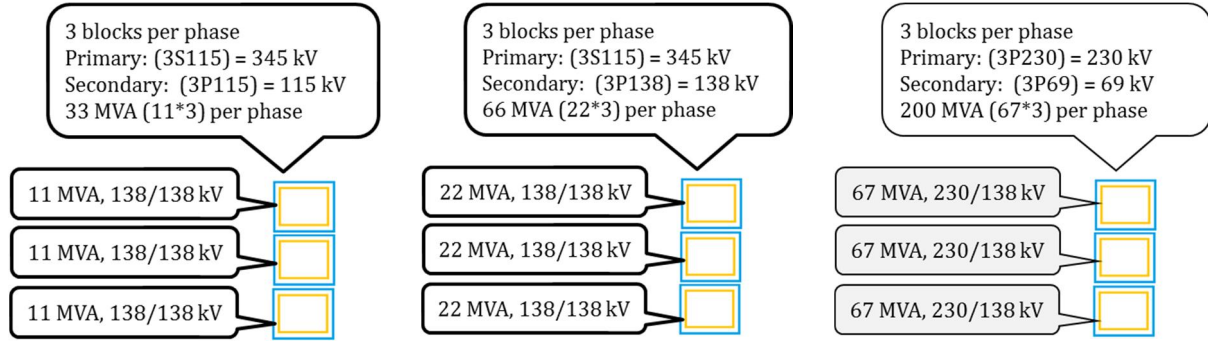 3 blocks per phase
Primary: (3S115) = 345 kV
Secondary: (3P115) = 115 kV
33 MVA (11*3) per phase
11 MVA, 138/138 kV
11 MVA, 138/138 kV
11 MVA, 138/138 kV
3 blocks per phase
Primary: (3S115) = 345 kV
Secondary: (3P138) = 138 kV
66 MVA (22*3) per phase
22 MVA, 138/138 kV
22 MVA, 138/138 kV
22 MVA, 138/138 kV
3 blocks per phase
Primary: (3P230) = 230 kV
Secondary: (3P69) = 69 kV
200 MVA (67*3) per phase
67 MVA, 230/138 kV
67 MVA, 230/138 kV
67 MVA, 230/138 kV